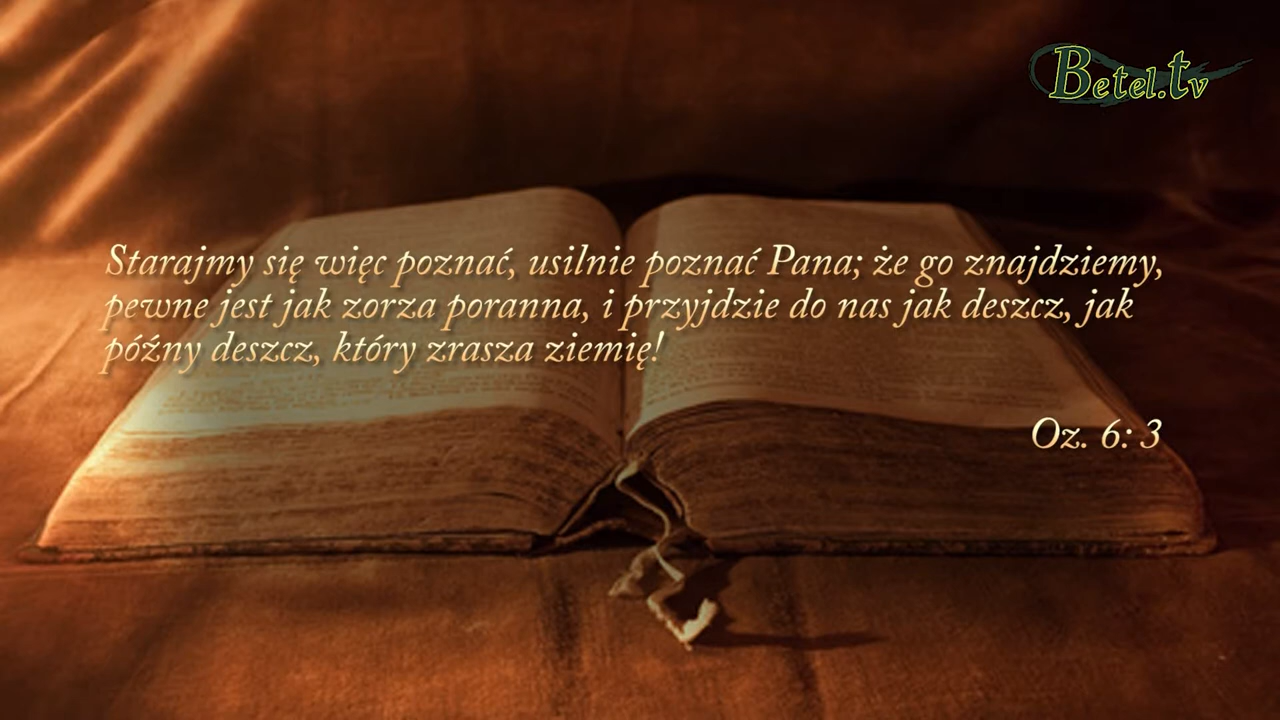 Betel.tv
Starajmy się więc poznać, usilnie poznać Pana; że go znajdziemy,
pewne jest jak zorza poranna, i przyjdzie do nas jak deszcz, jak
późny deszcz, który zrasza ziemię!
Oz. 6: 3